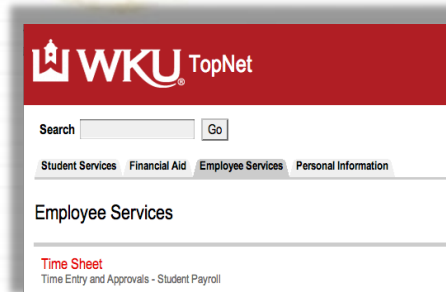 WKU® TopNet
Search Go
Student Services Financial Aid Employee Services Personal Information
Employee Services
Time Sheet
Time Entry and Approvals - Student Payroll